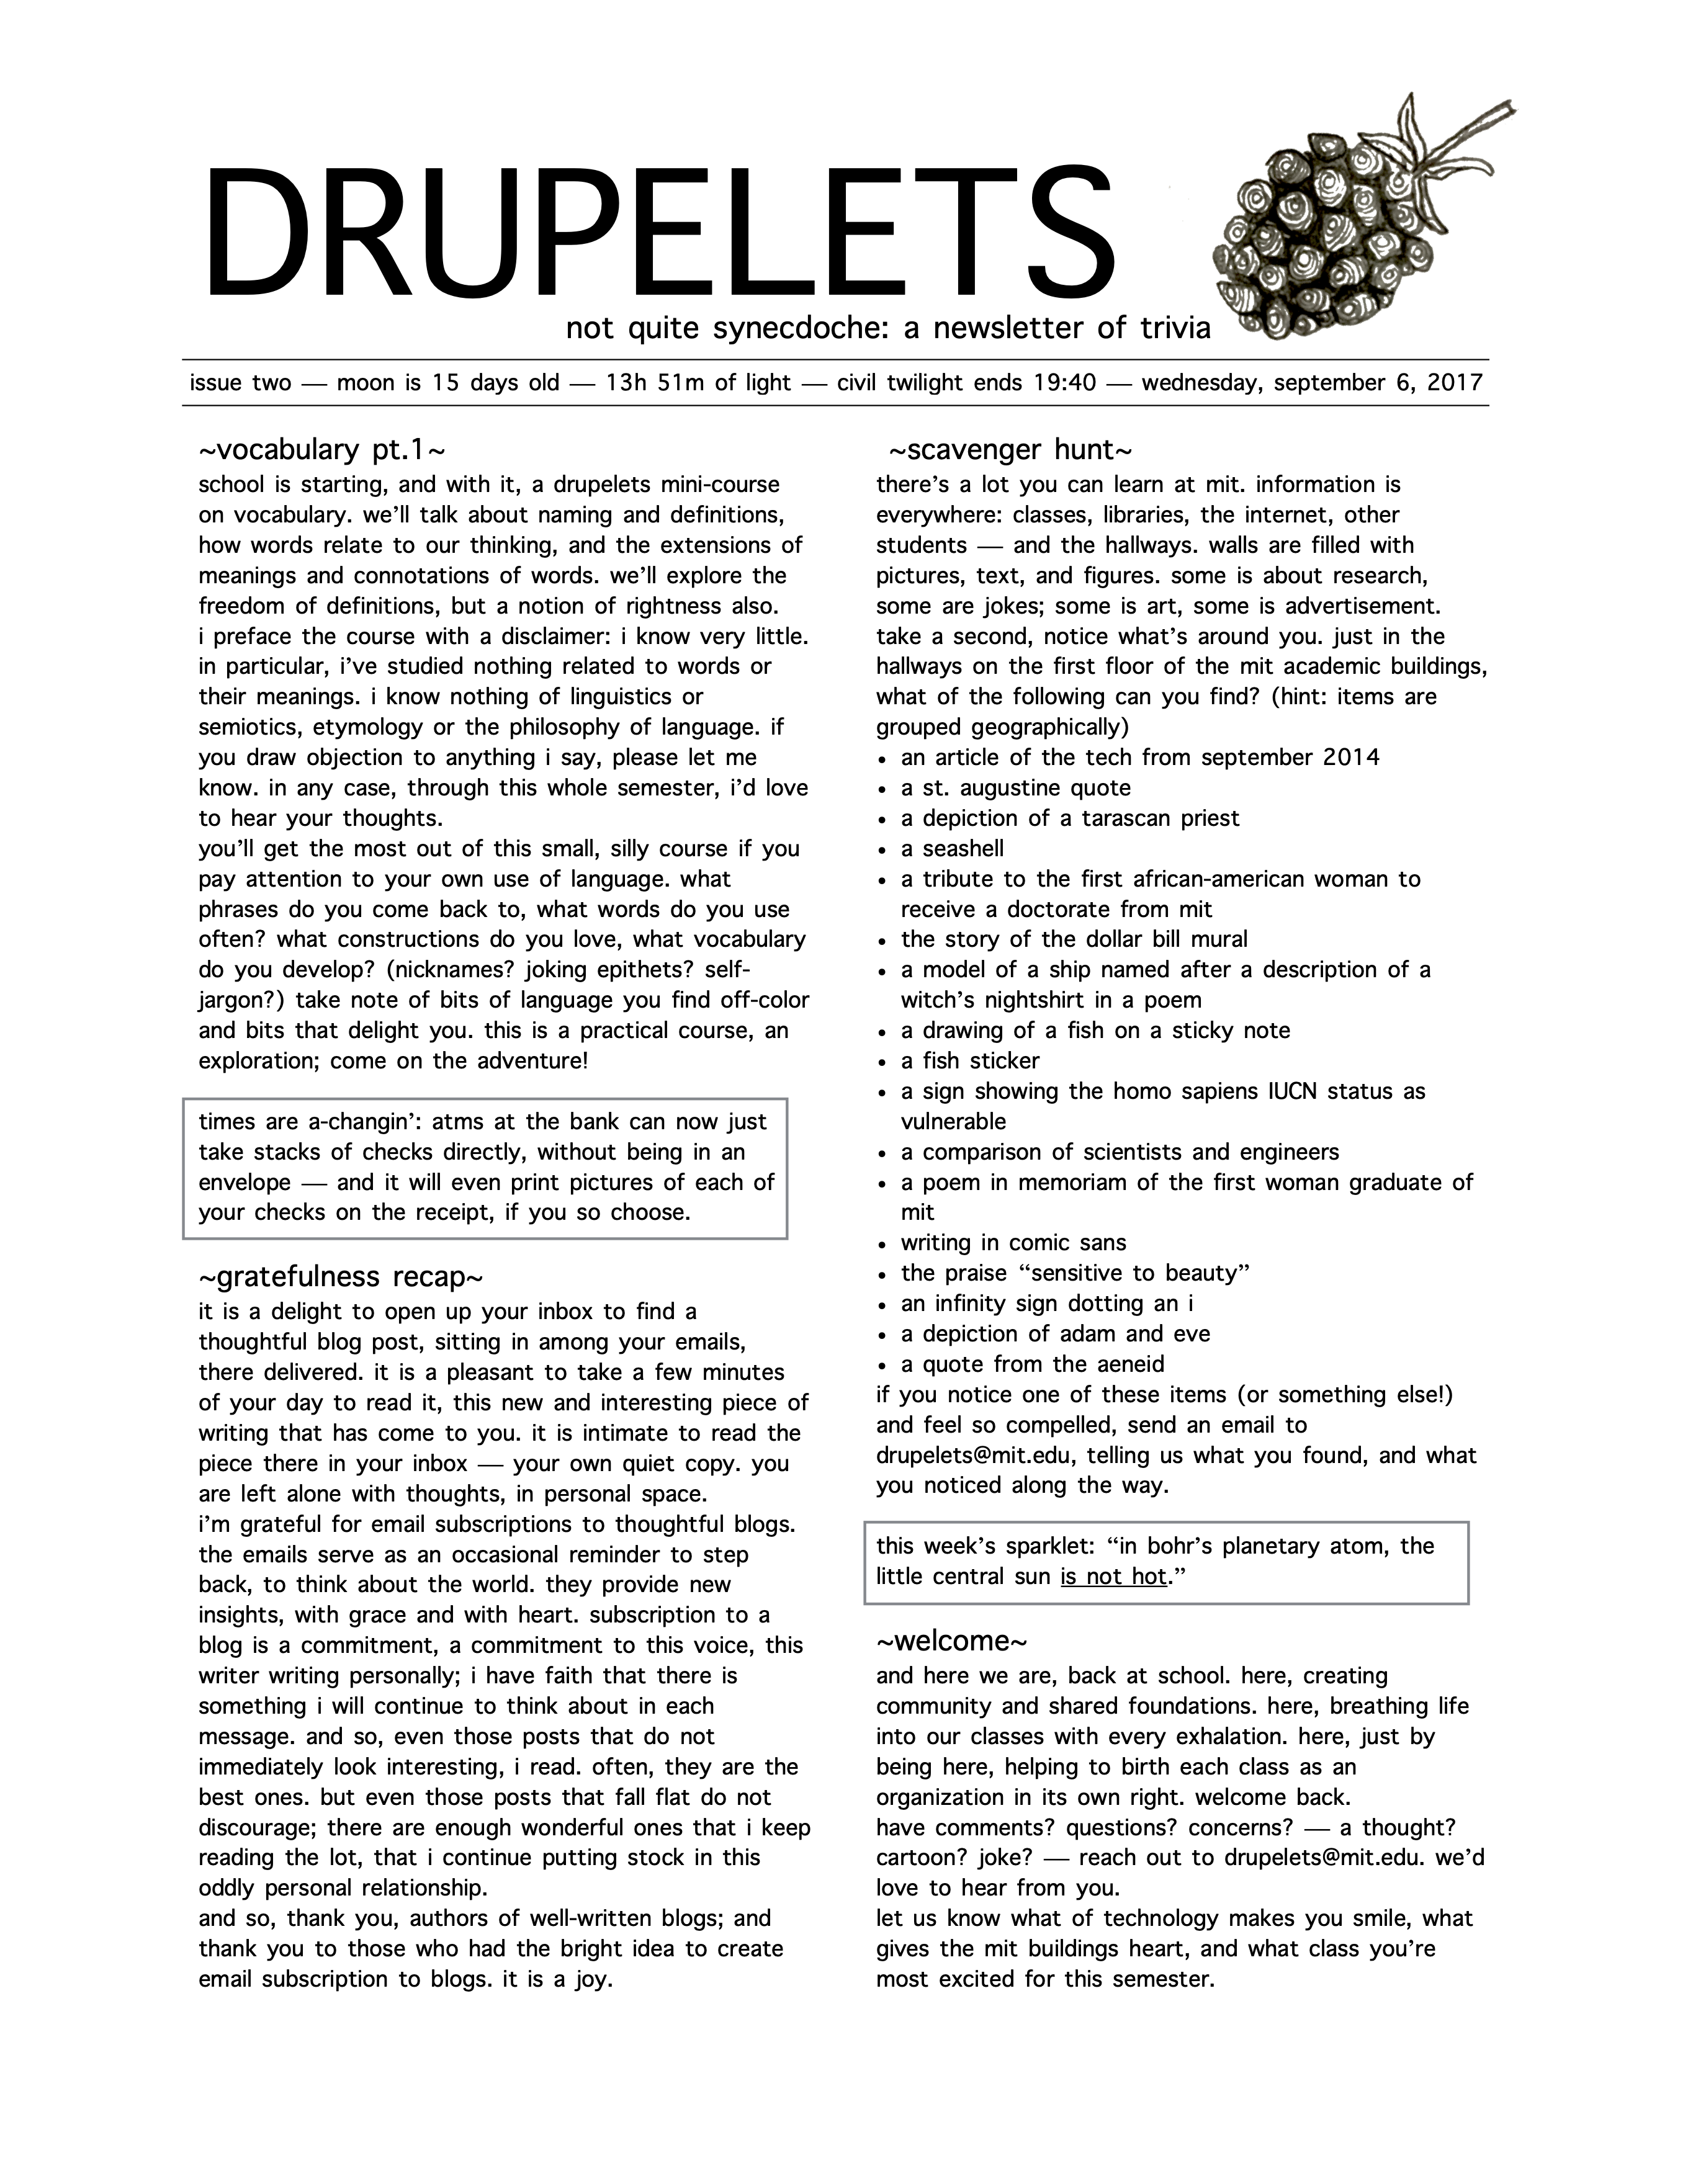 DRUPELETS
not quite synecdoche: a newsletter of trivia
issue two — moon is 15 days old — 13h 51m of light — civil twilight ends 19:40 — wednesday, september 6, 2017
~vocabulary pt.1~
school is starting, and with it, a drupelets mini-course
on vocabulary. we’ll talk about naming and definitions,
how words relate to our thinking, and the extensions of
meanings and connotations of words. we’ll explore the
freedom of definitions, but a notion of rightness also.
i preface the course with a disclaimer: i know very little.
in particular, i’ve studied nothing related to words or
their meanings. i know nothing of linguistics or
semiotics, etymology or the philosophy of language. if
you draw objection to anything i say, please let me
know. in any case, through this whole semester, i’d love
to hear your thoughts.
you’ll get the most out of this small, silly course if you
pay attention to your own use of language. what
phrases do you come back to, what words do you use
often? what constructions do you love, what vocabulary
do you develop? (nicknames? joking epithets? self-
jargon?) take note of bits of language you find off-color
and bits that delight you. this is a practical course, an
exploration; come on the adventure!
times are a-changin’: atms at the bank can now just
take stacks of checks directly, without being in an
envelope — and it will even print pictures of each of
your checks on the receipt, if you so choose.
~gratefulness recap~
it is a delight to open up your inbox to find a
thoughtful blog post, sitting in among your emails,
there delivered. it is a pleasant to take a few minutes
of your day to read it, this new and interesting piece of
writing that has come to you. it is intimate to read the
piece there in your inbox — your own quiet copy. you
are left alone with thoughts, in personal space.
i’m grateful for email subscriptions to thoughtful blogs.
the emails serve as an occasional reminder to step
back, to think about the world. they provide new
insights, with grace and with heart. subscription to a
blog is a commitment, a commitment to this voice, this
writer writing personally; i have faith that there is
something i will continue to think about in each
message. and so, even those posts that do not
immediately look interesting, i read. often, they are the
best ones. but even those posts that fall flat do not
discourage; there are enough wonderful ones that i keep
reading the lot, that i continue putting stock in this
oddly personal relationship.
and so, thank you, authors of well-written blogs; and
thank you to those who had the bright idea to create
email subscription to blogs. it is a joy.
~scavenger hunt~
there’s a lot you can learn at mit. information is
everywhere: classes, libraries, the internet, other
students — and the hallways. walls are filled with
pictures, text, and figures. some is about research,
some are jokes; some is art, some is advertisement.
take a second, notice what’s around you. just in the
hallways on the first floor of the mit academic buildings,
what of the following can you find? (hint: items are
grouped geographically)
• an article of the tech from september 2014
• a st. augustine quote
• a depiction of a tarascan priest
• a seashell
• a tribute to the first african-american woman to
receive a doctorate from mit
• the story of the dollar bill mural
• a model of a ship named after a description of a
witch’s nightshirt in a poem
• a drawing of a fish on a sticky note
• a fish sticker
• a sign showing the homo sapiens IUCN status as
vulnerable
• a comparison of scientists and engineers
• a poem in memoriam of the first woman graduate of
mit
• writing in comic sans
• the praise “sensitive to beauty”
• an infinity sign dotting an i
• a depiction of adam and eve
• a quote from the aeneid
if you notice one of these items (or something else!)
and feel so compelled, send an email to
drupelets@mit.edu, telling us what you found, and what
you noticed along the way.
this week’s sparklet: “in bohr’s planetary atom, the
little central sun is not hot.”
~welcome~
and here we are, back at school. here, creating
community and shared foundations. here, breathing life
into our classes with every exhalation. here, just by
being here, helping to birth each class as an
organization in its own right. welcome back.
have comments? questions? concerns? — a thought?
cartoon? joke? — reach out to drupelets@mit.edu. we’d
love to hear from you.
let us know what of technology makes you smile, what
gives the mit buildings heart, and what class you’re
most excited for this semester.